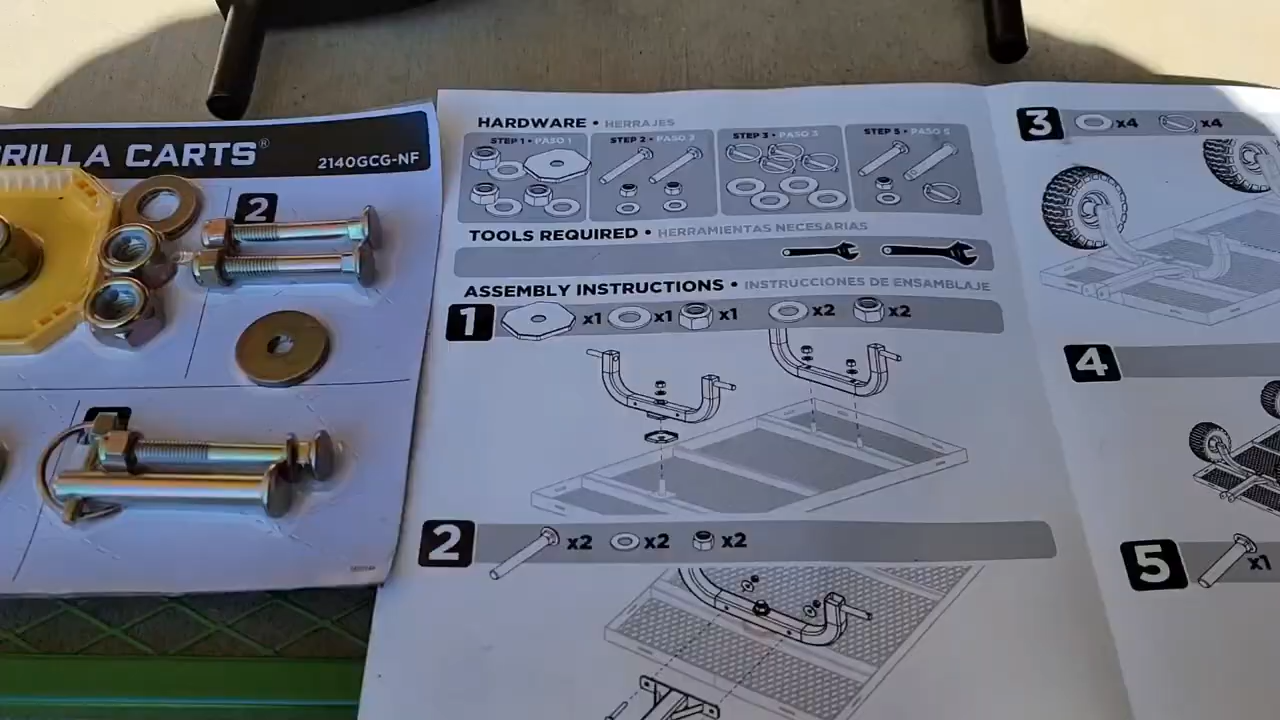 RILLA CARTS®
2140GCG-NF
2
HARDWARE • HERRAJES
STEP 1 • PASO 1
STEP 2 • PASO 2
STEP 3 • PASO 3
STEP 5 • PASO 5
TOOLS REQUIRED • HERRAMIENTAS NECESARIAS
ASSEMBLY INSTRUCTIONS • INSTRUCCIONES DE ENSAMBLAJE
1 x1 x1 x1 x2 x2
2 x2 x2 x2
3 x4 x4
4
5 x1